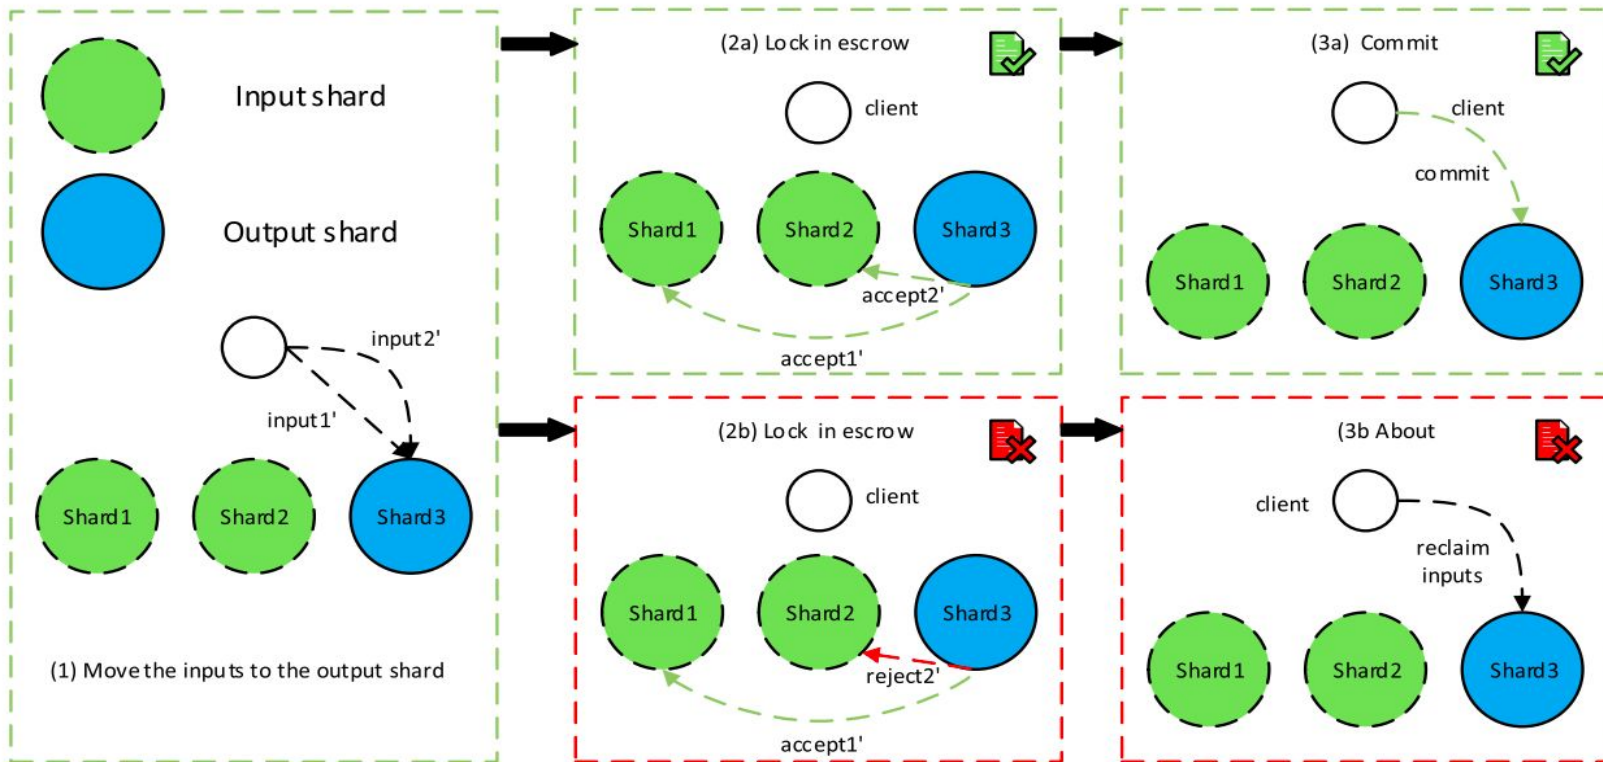 Input shard
Output shard
input2'
input1'
Shard1
Shard2
Shard3
(1) Move the inputs to the output shard
(2a) Lock in escrow
client
Shard1
Shard2
Shard3
accept2'
accept1'
(3a) Commit
client
commit
Shard1
Shard2
Shard3
(2b) Lock in escrow
client
Shard1
Shard2
Shard3
reject2'
accept1'
(3b About
client
reclaim
inputs
Shard1
Shard2
Shard3